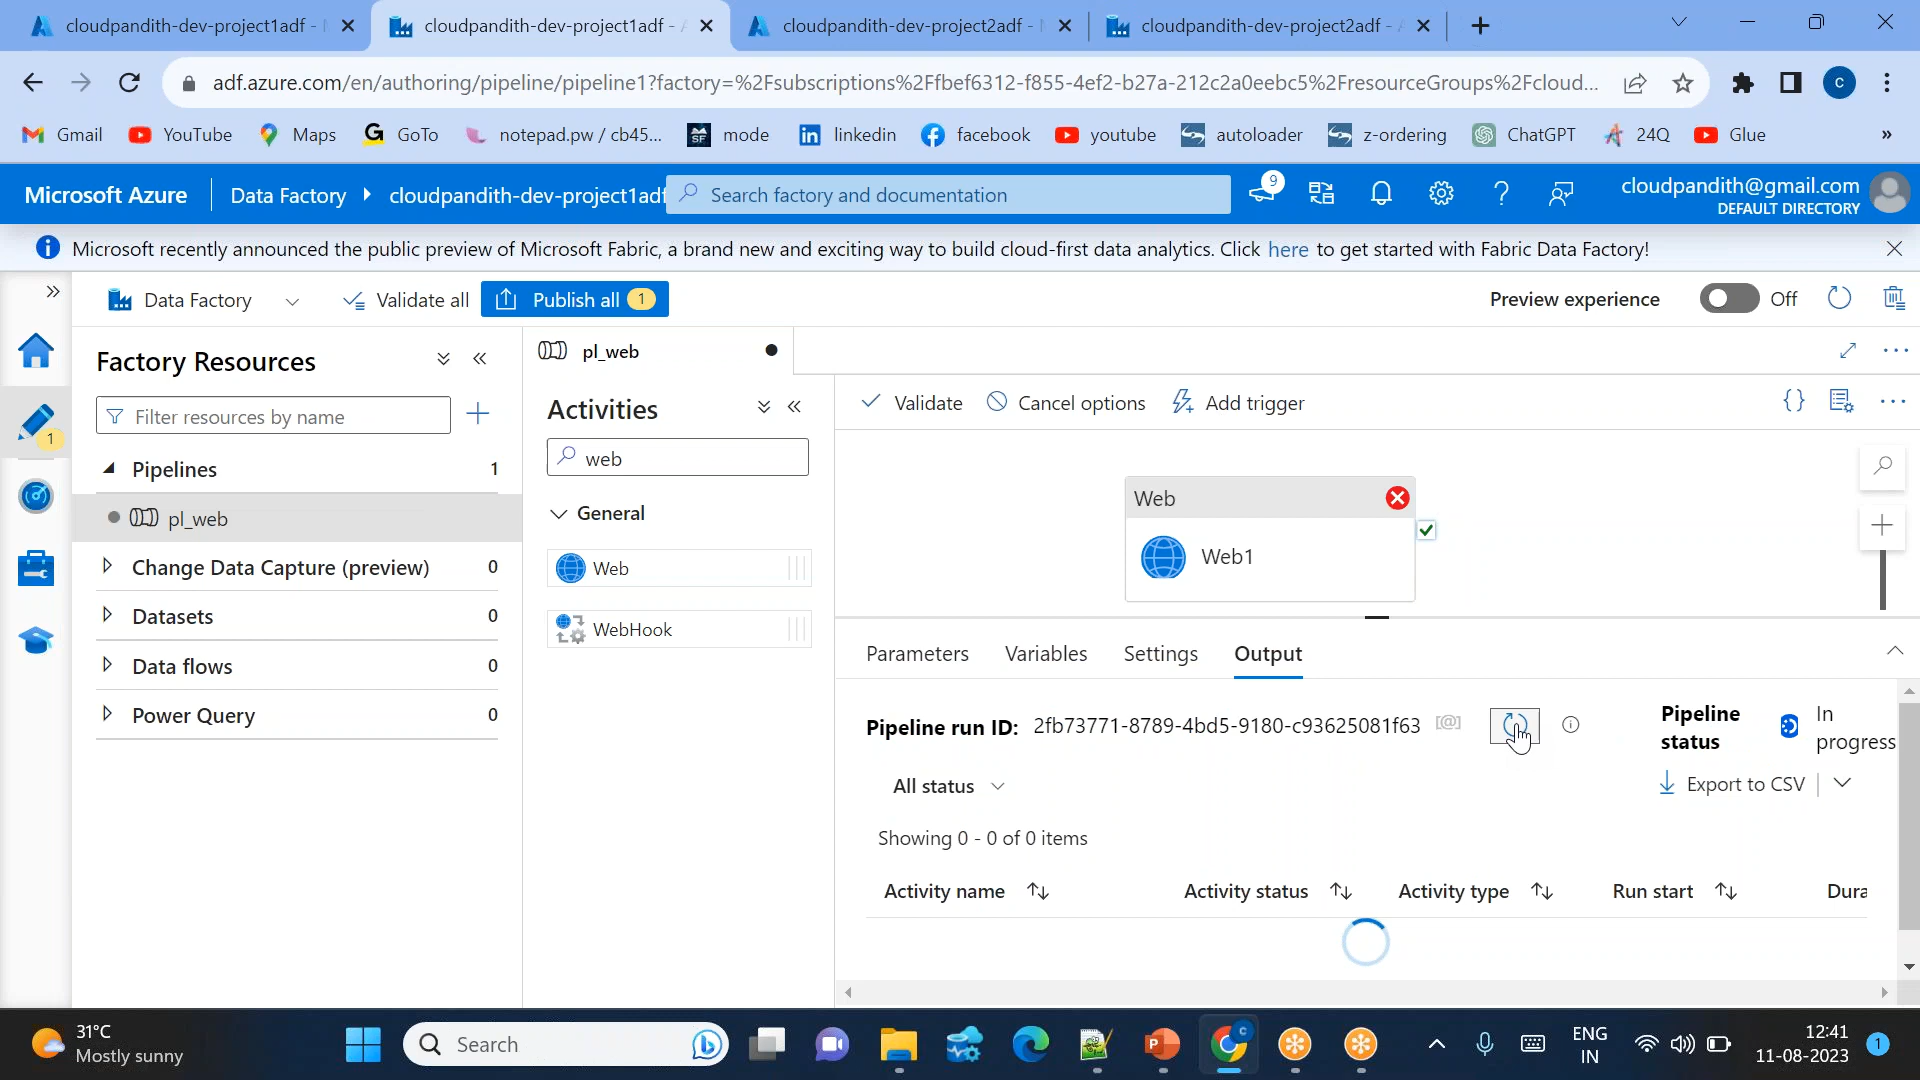 cloudpandith-dev-project1adf -
cloudpandith-dev-project1adf -
cloudpandith-dev-project2adf -
cloudpandith-dev-project2adf -
adf.azure.com/en/authoring/pipeline/pipeline1?factory=%2Fsubscriptions%2Ffbef6312-f855-4ef2-b27a-212c2a0eebc5%2FresourceGroups%2Fcloud...
c
Gmail
YouTube
Maps
GoTo
notepad.pw / cb45...
mode
linkedin
facebook
youtube
autoloader
z-ordering
ChatGPT
24Q
Glue
»
Microsoft Azure
Data Factory
cloudpandith-dev-project1adf
Search factory and documentation
9
cloudpandith@gmail.com
DEFAULT DIRECTORY
Microsoft recently announced the public preview of Microsoft Fabric, a brand new and exciting way to build cloud-first data analytics. Click here to get started with Fabric Data Factory!
Data Factory
Validate all
Publish all 1
Preview experience
Off
Factory Resources
Filter resources by name
1
Pipelines 1
pl_web
Change Data Capture (preview) 0
Datasets 0
Data flows 0
Power Query 0
pl_web
Activities
web
General
Web
WebHook
Validate
Cancel options
Add trigger
Web
Web1
Parameters
Variables
Settings
Output
Pipeline run ID: 2fb73771-8789-4bd5-9180-c93625081f63
Pipeline status
In progress
All status
Export to CSV
Showing 0 - 0 of 0 items
Activity name
Activity status
Activity type
Run start
Dura
31°C
Mostly sunny
Search
ENG
IN
12:41
11-08-2023
1